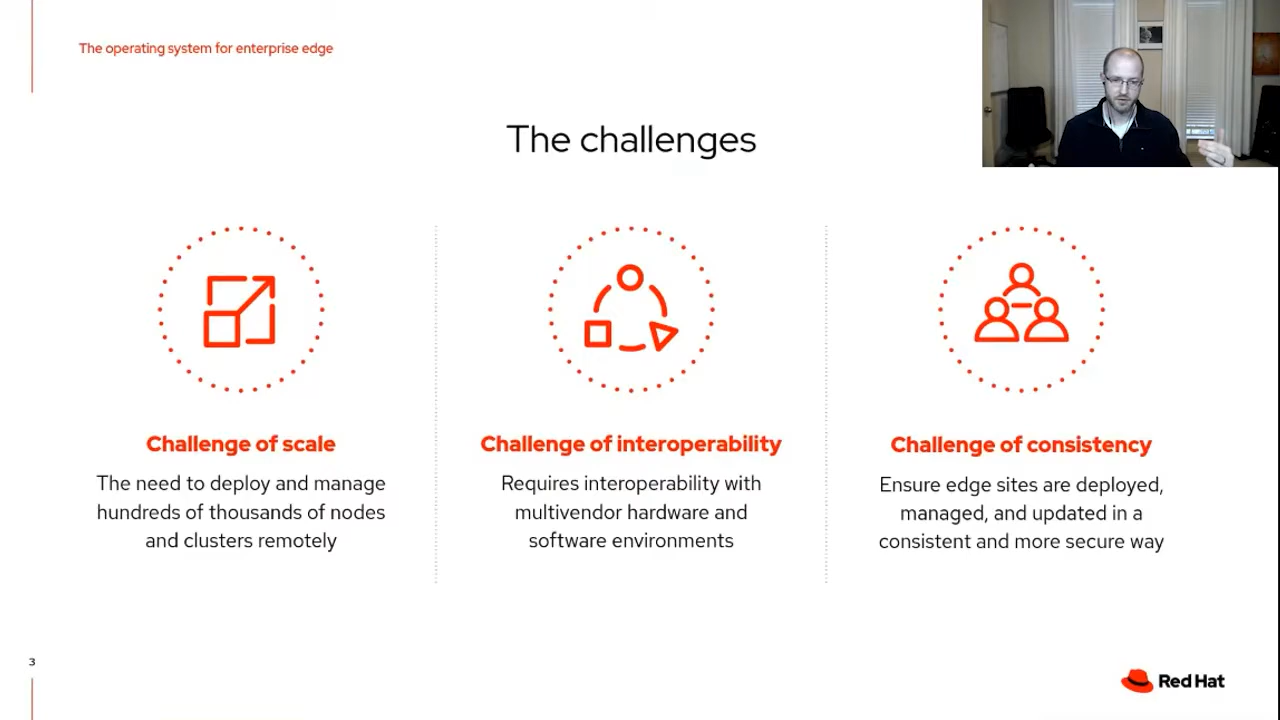 The operating system for enterprise edge
The challenges
Challenge of scale
The need to deploy and manage
hundreds of thousands of nodes
and clusters remotely
Challenge of interoperability
Requires interoperability with
multivendor hardware and
software environments
Challenge of consistency
Ensure edge sites are deployed,
managed, and updated in a
consistent and more secure way
3
Red Hat